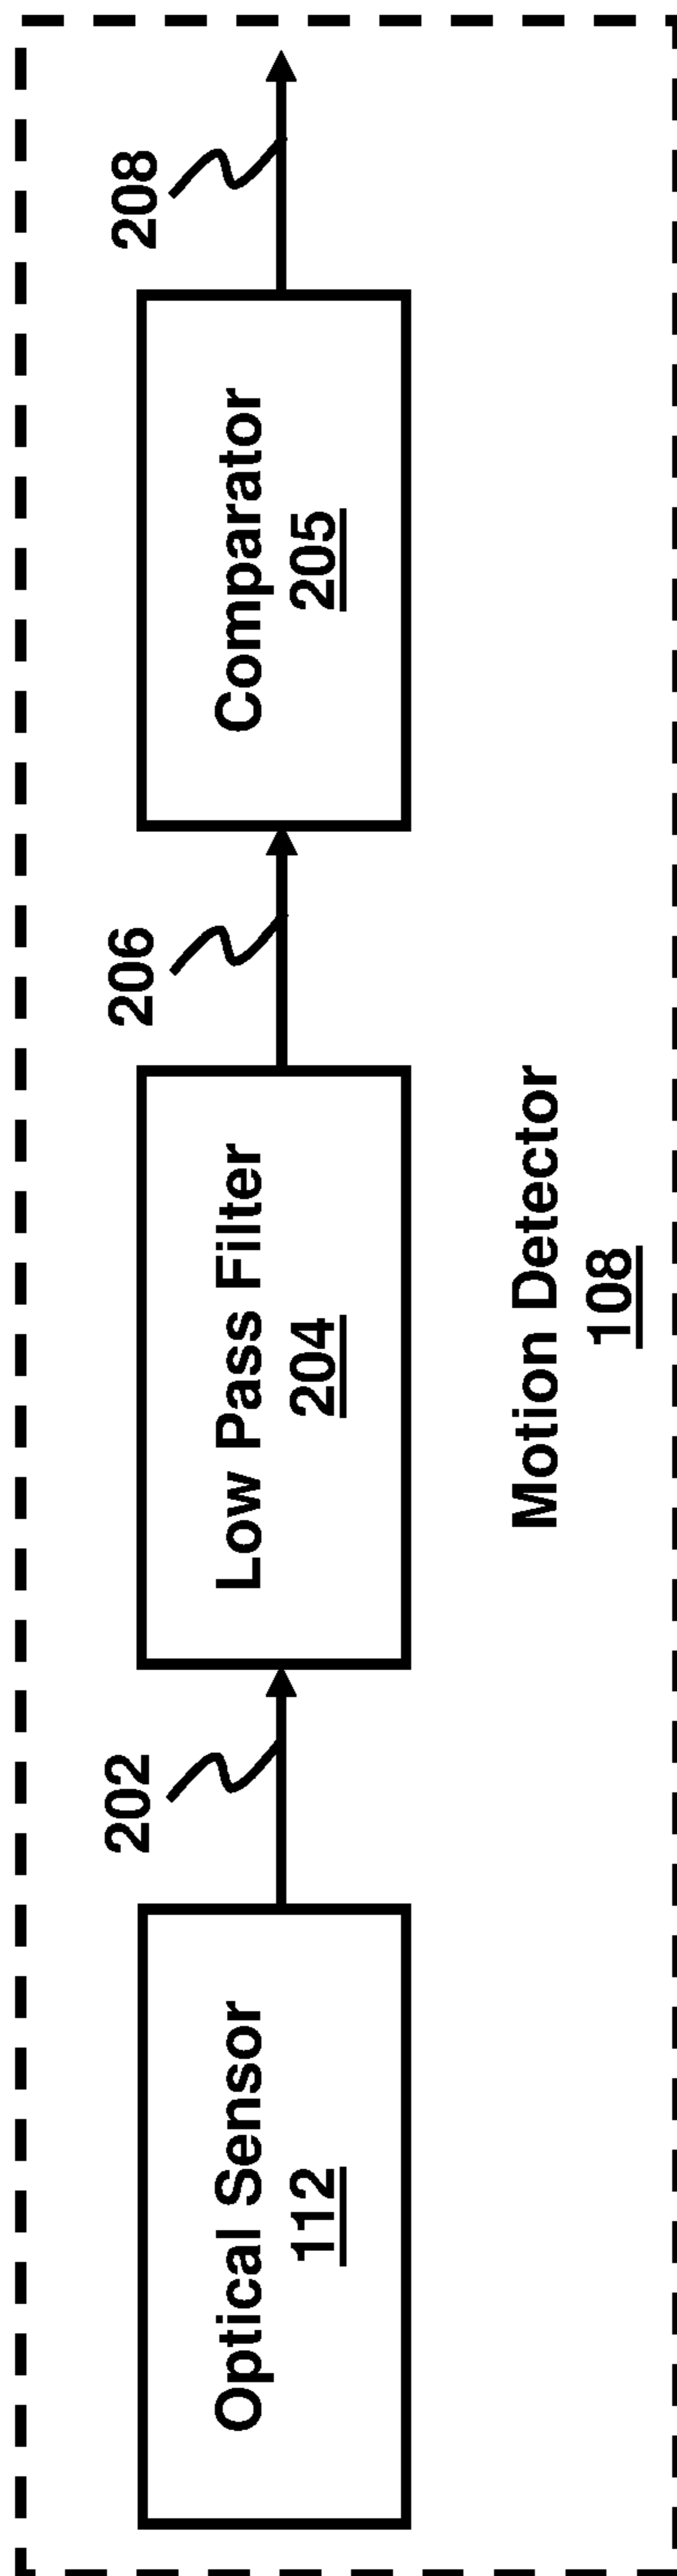 202
206
208
Optical Sensor
112
Low Pass Filter
204
Comparator
205
Motion Detector
108